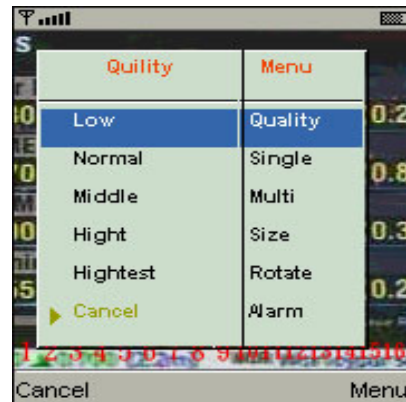 Quility Menu
Low Quality
Normal Single
Middle Multi
Hight Size
Hightest Rotate
Cancel Alarm
1 2 3 4 5 6 7 8 9 10 11 12 13 14 15 16
Cancel Menu